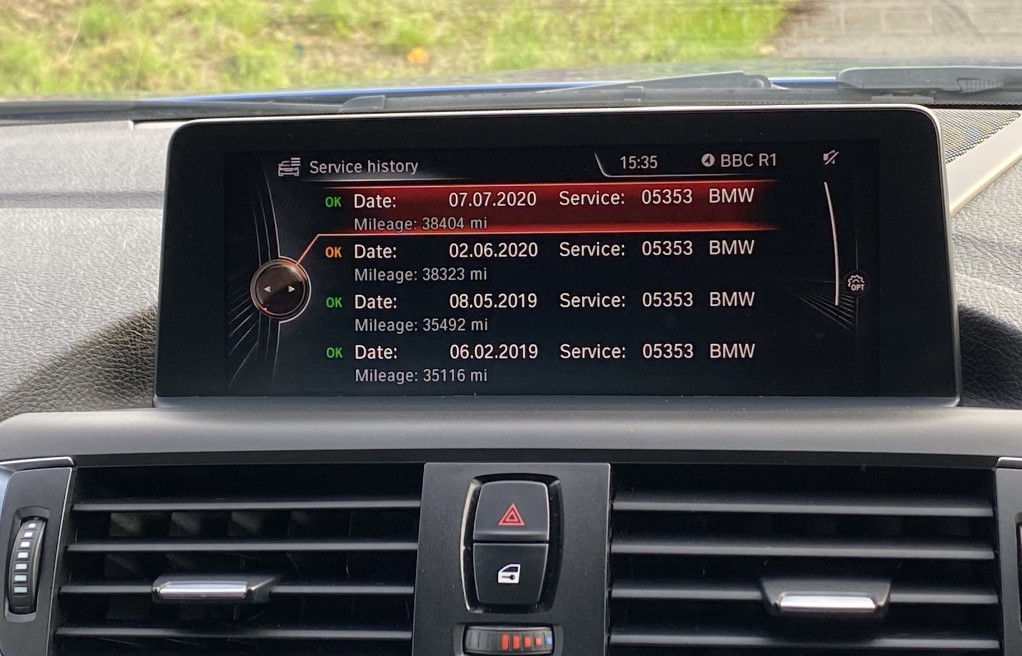 Service history 15:35 BBC R1
OK Date: 07.07.2020 Service: 05353 BMW
Mileage: 38404 mi
OK Date: 02.06.2020 Service: 05353 BMW
Mileage: 38323 mi
OK Date: 08.05.2019 Service: 05353 BMW
Mileage: 35492 mi
OPT
OK Date: 06.02.2019 Service: 05353 BMW
Mileage: 35116 mi